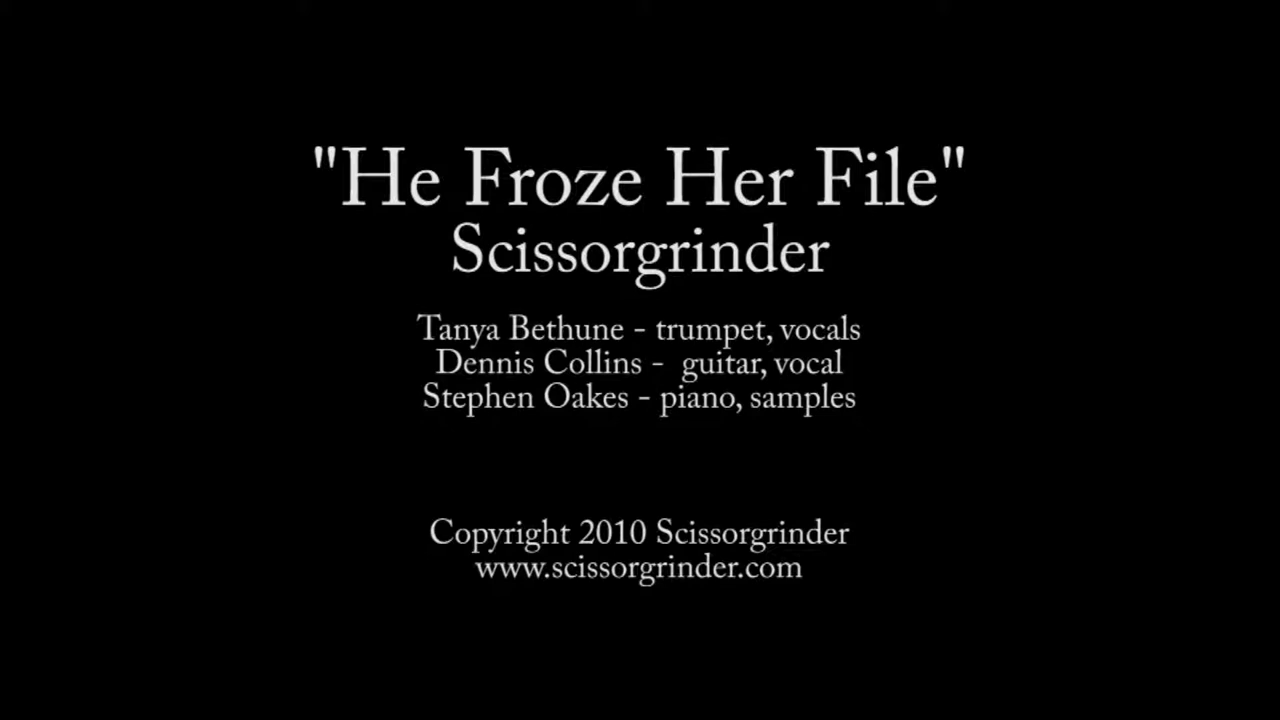 "He Froze Her File"
Scissorgrinder
Tanya Bethune - trumpet, vocals
Dennis Collins -  guitar, vocal
Stephen Oakes - piano, samples
Copyright 2010 Scissorgrinder
www.scissorgrinder.com